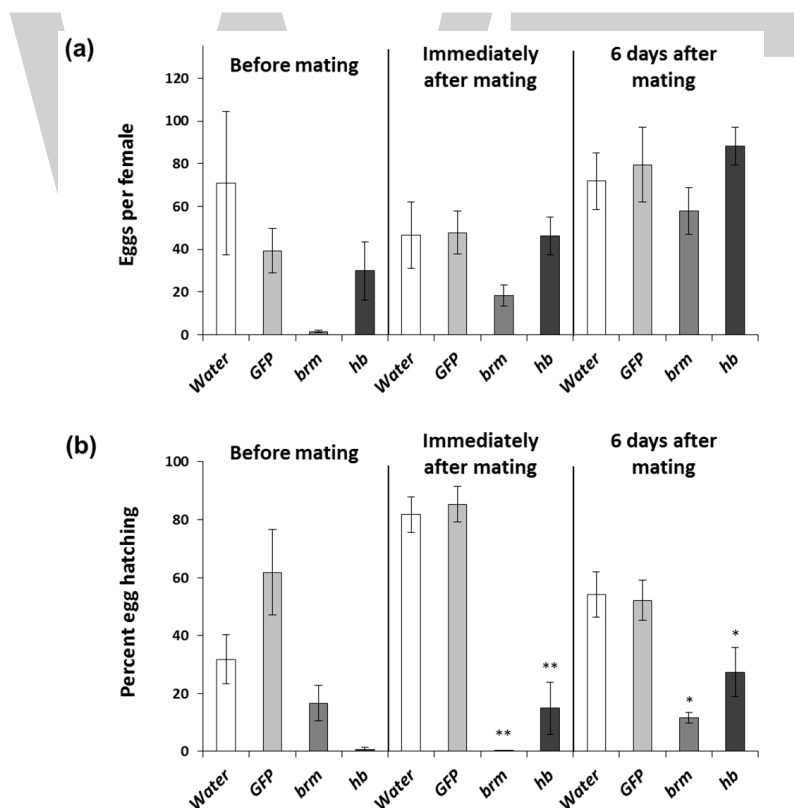 (a)
Before mating
Immediately
after mating
6 days after
mating
Eggs per female
120
100
80
60
40
20
0
Water
GFP
brm
hb
Water
GFP
brm
hb
Water
GFP
brm
hb
(b)
Before mating
Immediately
after mating
6 days after
mating
Percent egg hatching
100
80
60
40
20
0
**
**
*
*
Water
GFP
brm
hb
Water
GFP
brm
hb
Water
GFP
brm
hb